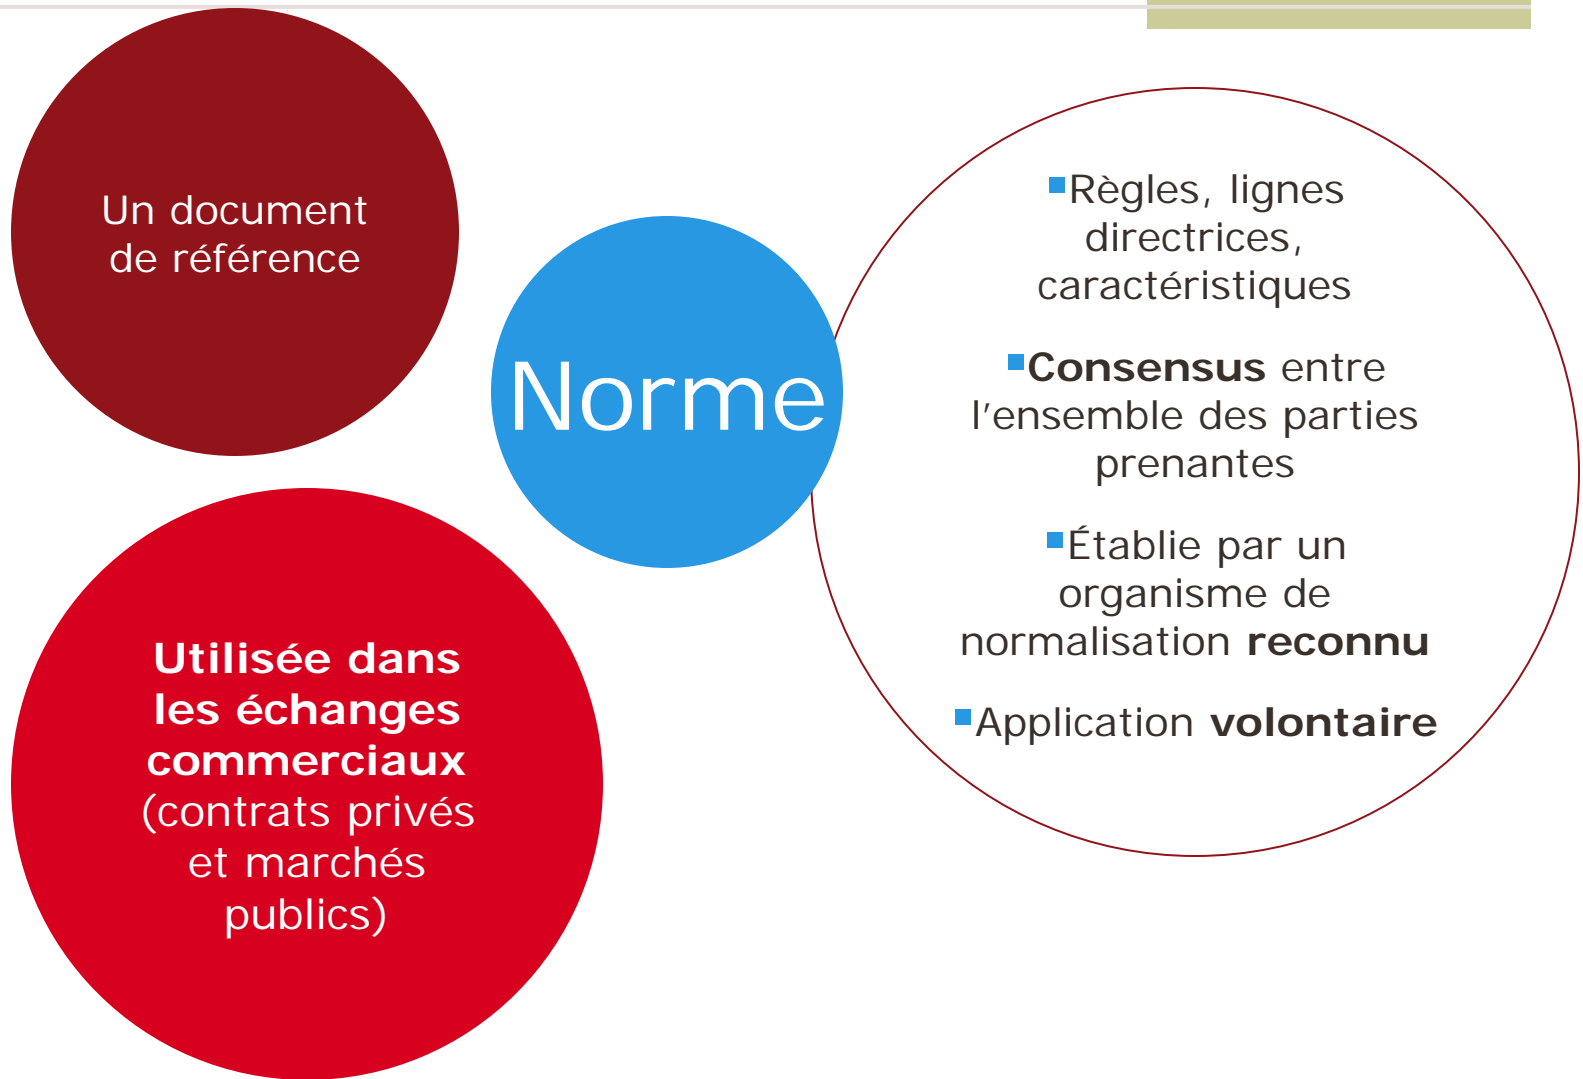 Un document
de référence
Norme
Utilisée dans
les échanges
commerciaux
(contrats privés
et marchés
publics)
▪Règles, lignes
directrices,
caractéristiques
▪Consensus entre
l’ensemble des parties
prenantes
▪Établie par un
organisme de
normalisation reconnu
▪Application volontaire